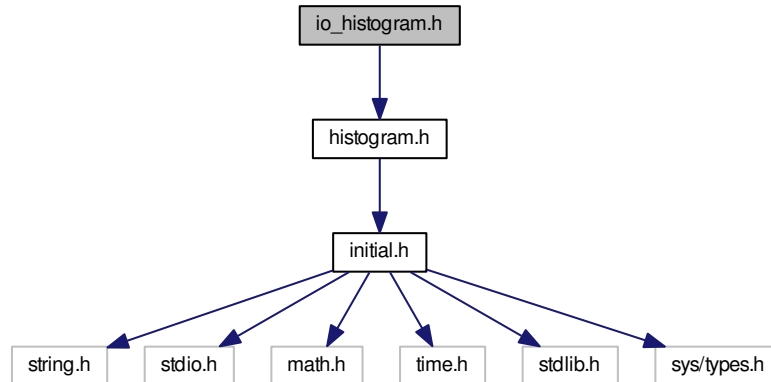 io_histogram.h
histogram.h
initial.h
string.h stdio.h math.h time.h stdlib.h sys/types.h